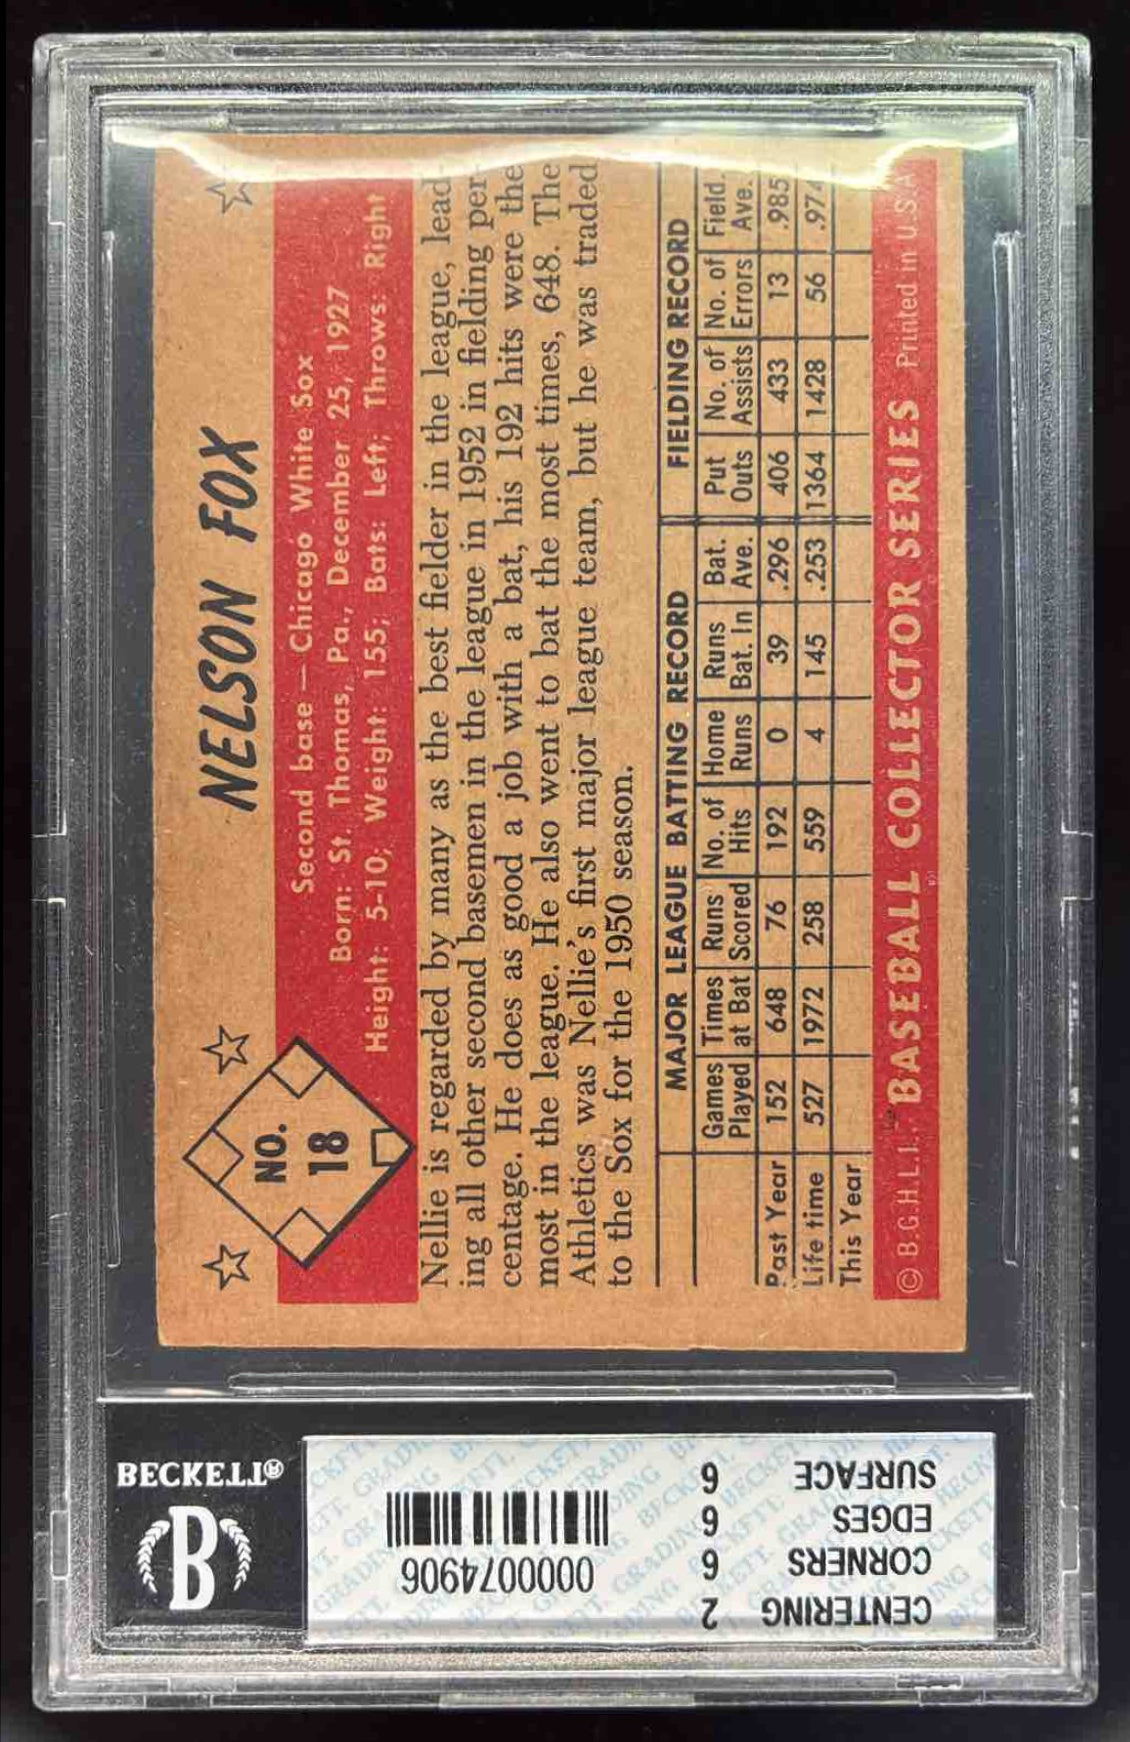 NELSON FOX
NO.
18
Second base — Chicago White Sox
Born: St. Thomas, Pa., December 25, 1927
Height: 5-10; Weight: 155; Bats: Left; Throws: Right
Nellie is regarded by many as the best fielder in the league, lead-
ing all other second basemen in the league in 1952 in fielding per-
centage. He does as good a job with a bat, his 192 hits were the
most in the league. He also went to bat the most times, 648. The
Athletics was Nellie's first major league team, but he was traded
to the Sox for the 1950 season.
MAJOR LEAGUE BATTING RECORD FIELDING RECORD
Games Times Runs No. of Home Runs Bat. Put No. of No. of Field.
Played at Bat Scored Hits Runs Bat. In Ave. Outs Assists Errors Ave.
Past Year 152 648 76 192 0 39 .296 406 433 13 .985
Life time 527 1972 258 559 4 145 .253 1364 1428 56 .974
This Year
© B.G.H.L.I. BASEBALL COLLECTOR SERIES Printed in U.S.A.
BECKETT®
B
0000074906
CENTERING 2
CORNERS 6
EDGES 6
SURFACE 6